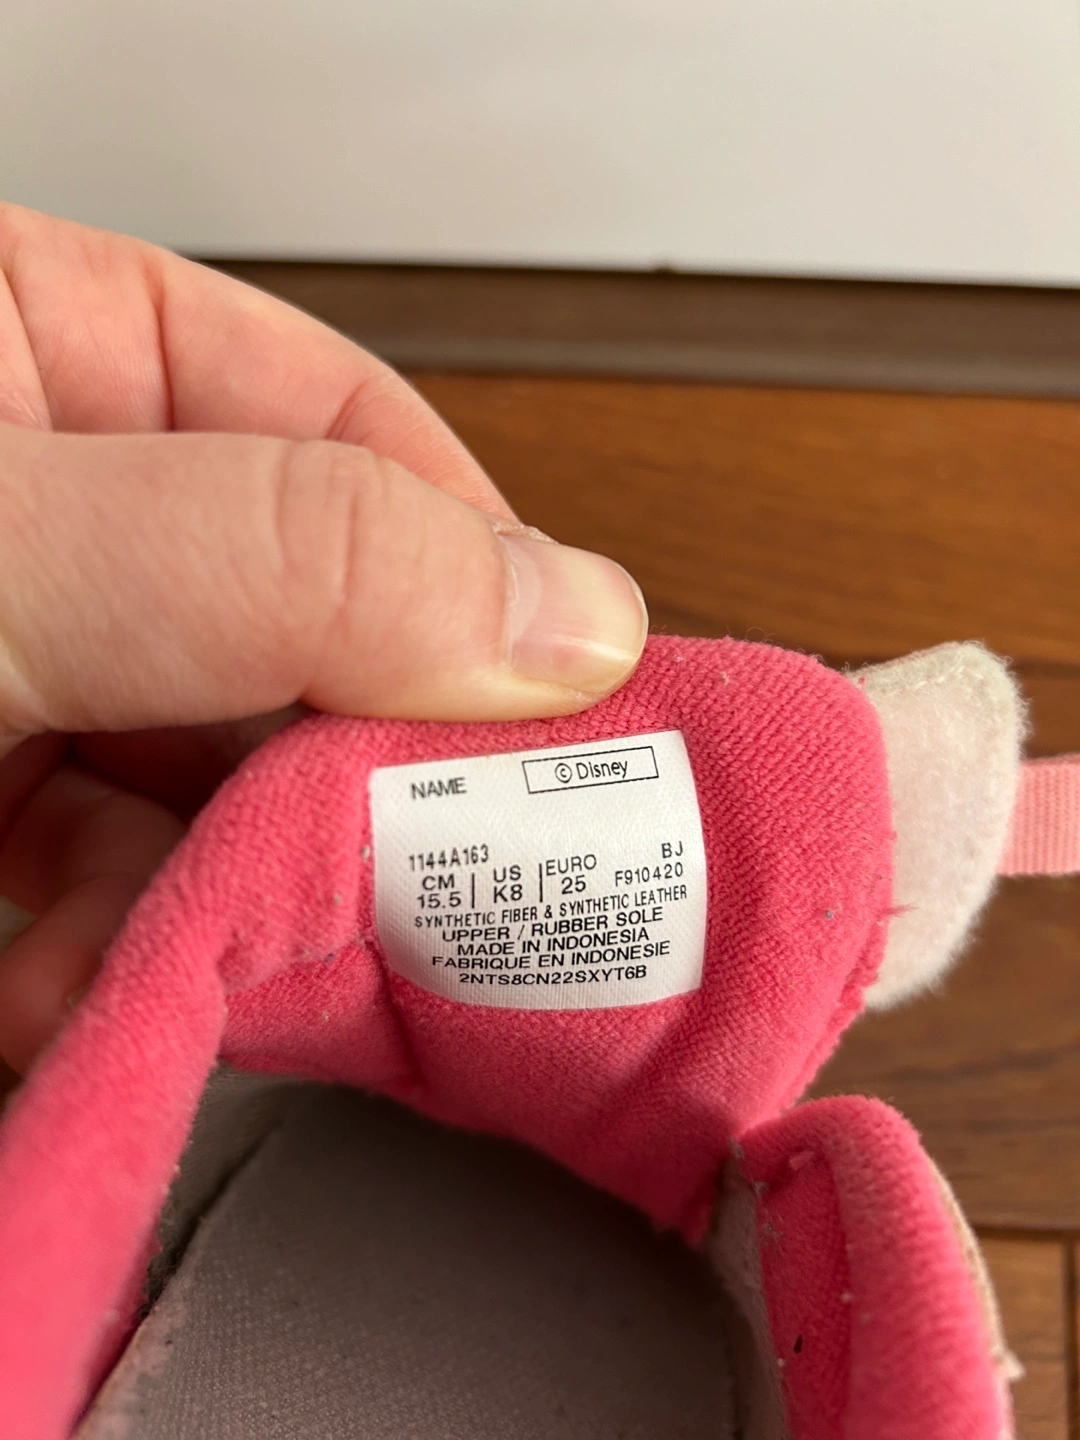 NAME © Disney
1144A163 BJ
CM | US | EURO F910420
15.5 | K8 | 25
SYNTHETIC FIBER & SYNTHETIC LEATHER
UPPER / RUBBER SOLE
MADE IN INDONESIA
FABRIQUE EN INDONESIE
2NTS8CN22SXYT6B